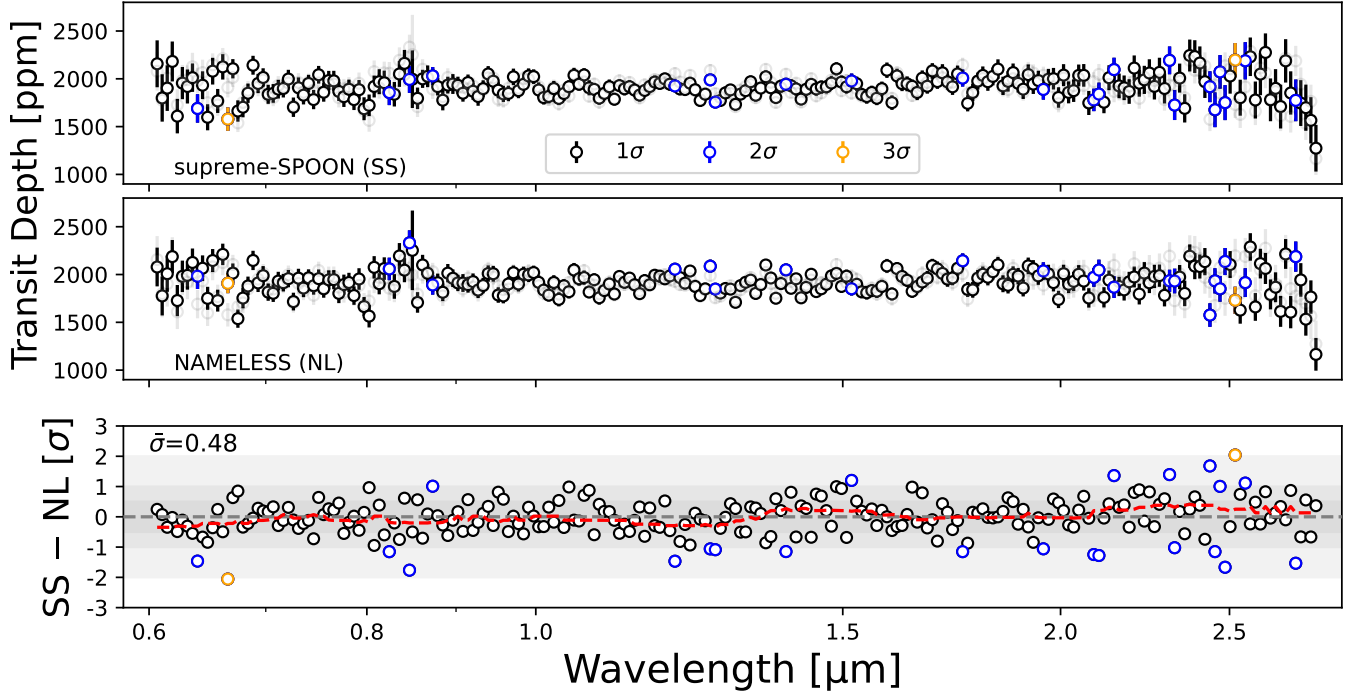 Transit Depth [ppm]
2500
2000
1500
1000
supreme-SPOON (SS)
1σ
2σ
3σ
2500
2000
1500
1000
NAMELESS (NL)
SS − NL [σ]
3
2
1
0
-1
-2
-3
σ̄=0.48
0.6
0.8
1.0
1.5
2.0
2.5
Wavelength [μm]